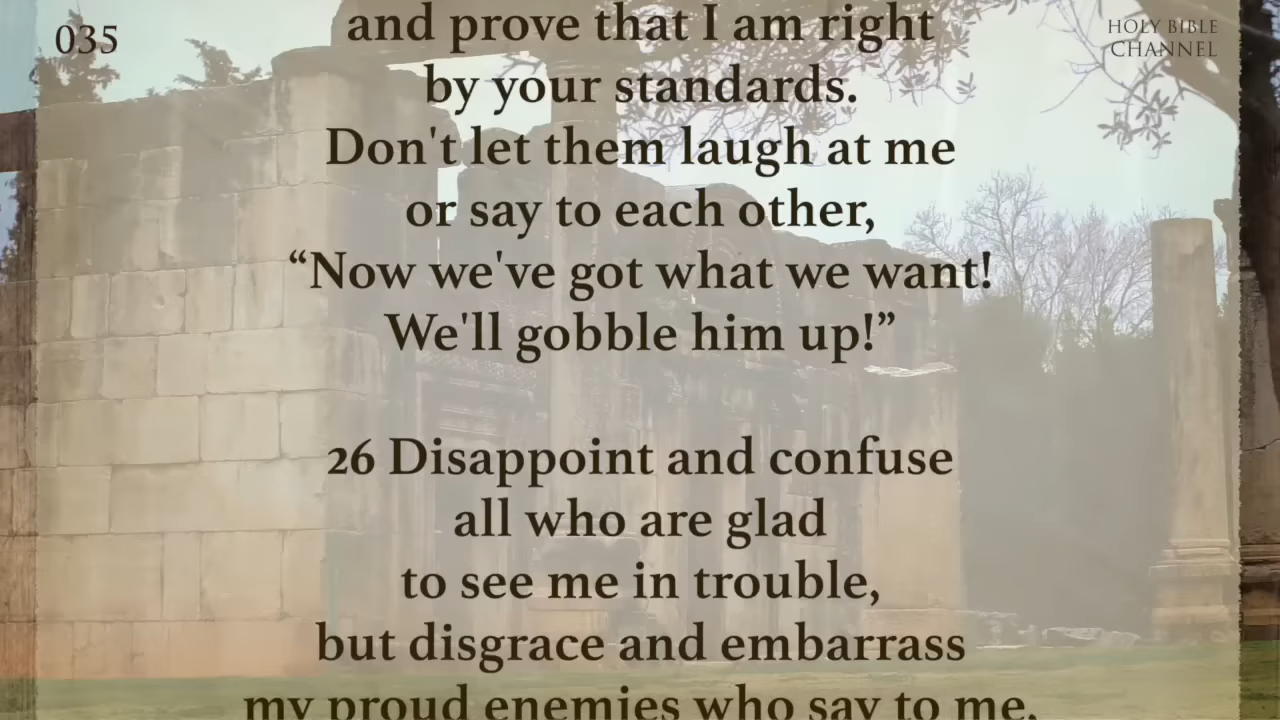 035
HOLY BIBLE
CHANNEL
and prove that I am right
by your standards.
Don't let them laugh at me
or say to each other,
“Now we've got what we want!
We'll gobble him up!”
26 Disappoint and confuse
all who are glad
to see me in trouble,
but disgrace and embarrass
my proud enemies who say to me,